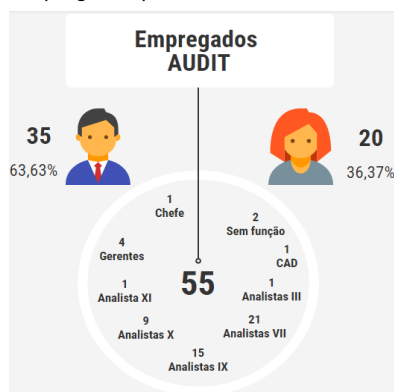 Empregados
AUDIT
35
63,63%
20
36,37%
1
Chefe
2
Sem função
4
Gerentes
1
CAD
55
1
Analista XI
1
Analistas III
9
Analistas X
21
Analistas VII
15
Analistas IX